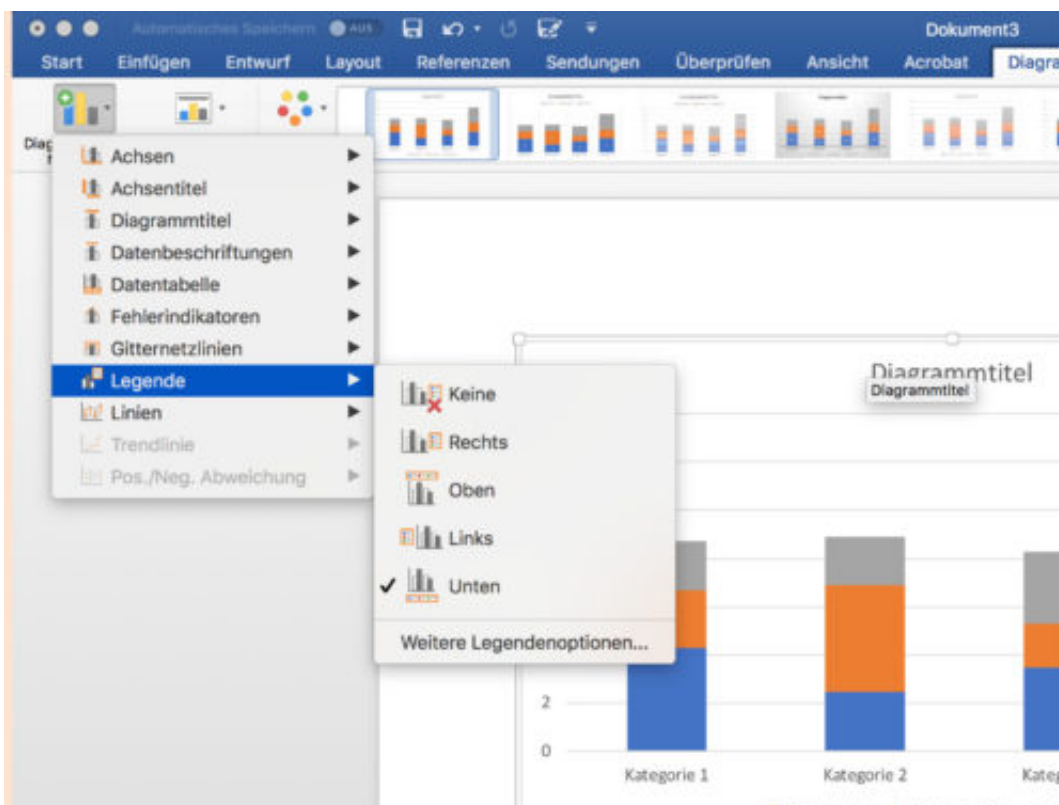 Automatisches Speichern AUS Dokument3
Start Einfügen Entwurf Layout Referenzen Sendungen Überprüfen Ansicht Acrobat Diagra
Diag
Achsen
Achsentitel
Diagrammtitel
Datenbeschriftungen
Datentabelle
Fehlerindikatoren
Gitternetzlinien
Legende
Linien
Trendlinie
Pos./Neg. Abweichung
Keine
Rechts
Oben
Links
Unten
Weitere Legendenoptionen...
Diagrammtitel
Diagrammtitel
2
0
Kategorie 1 Kategorie 2 Kateg